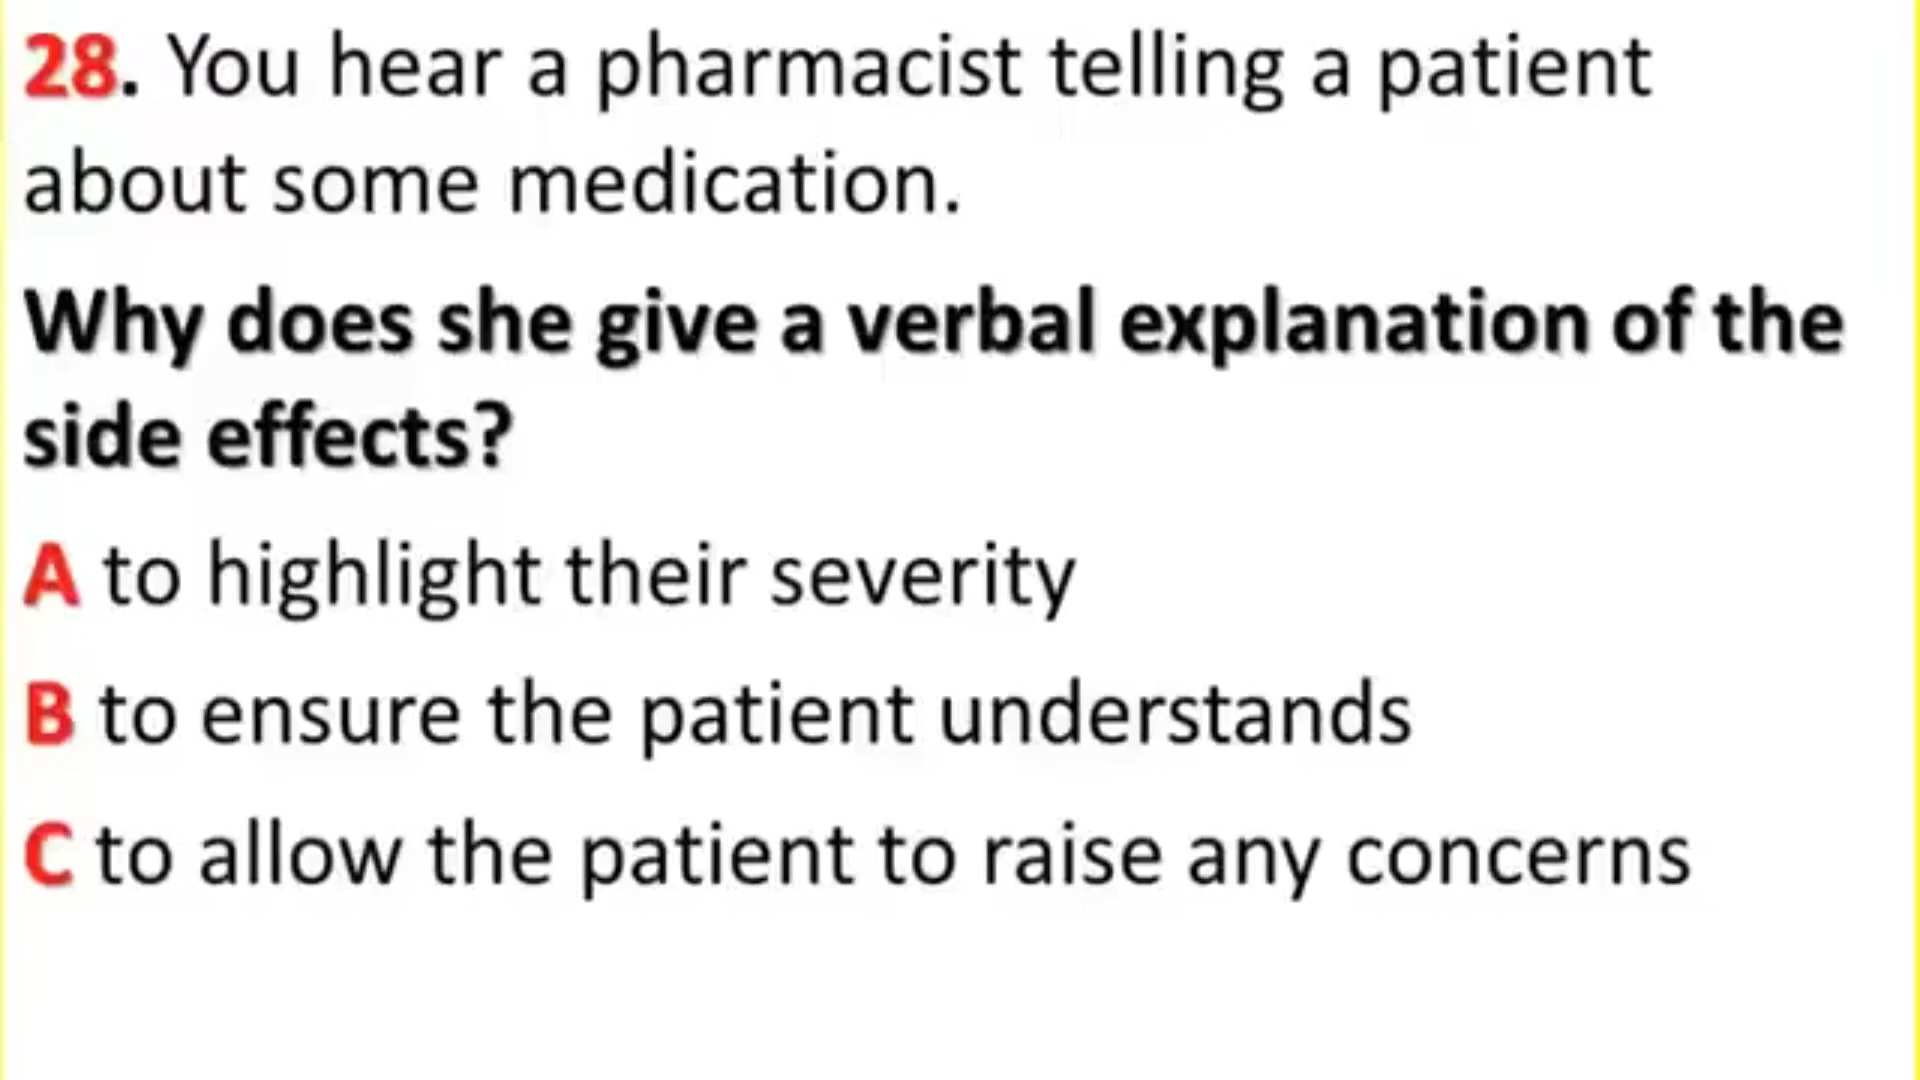 28. You hear a pharmacist telling a patient
about some medication.
Why does she give a verbal explanation of the
side effects?
A to highlight their severity
B to ensure the patient understands
C to allow the patient to raise any concerns